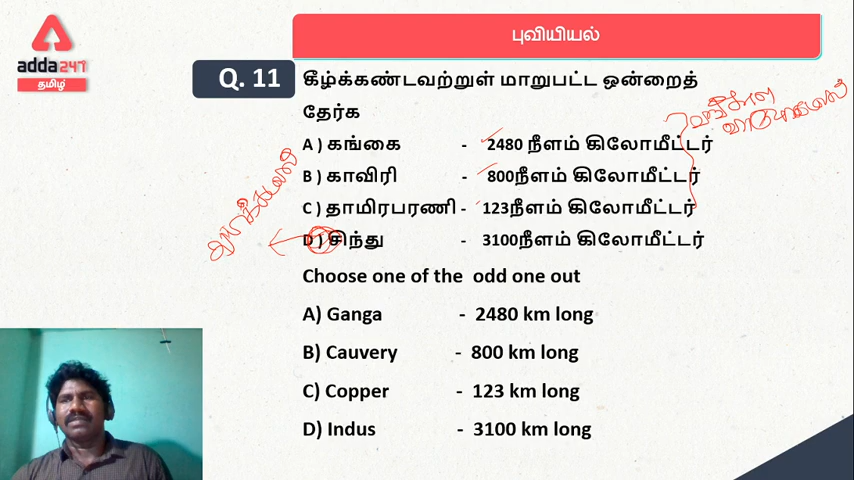 புவியியல்
adda247
தமிழ்
Q. 11
கீழ்க்கண்டவற்றுள் மாறுபட்ட ஒன்றைத்
தேர்க
A ) கங்கை - 2480 நீளம் கிலோமீட்டர்
B ) காவிரி - 800நீளம் கிலோமீட்டர்
C ) தாமிரபரணி - 123நீளம் கிலோமீட்டர்
D ) சிந்து - 3100நீளம் கிலோமீட்டர்
Choose one of the odd one out
A) Ganga - 2480 km long
B) Cauvery - 800 km long
C) Copper - 123 km long
D) Indus - 3100 km long